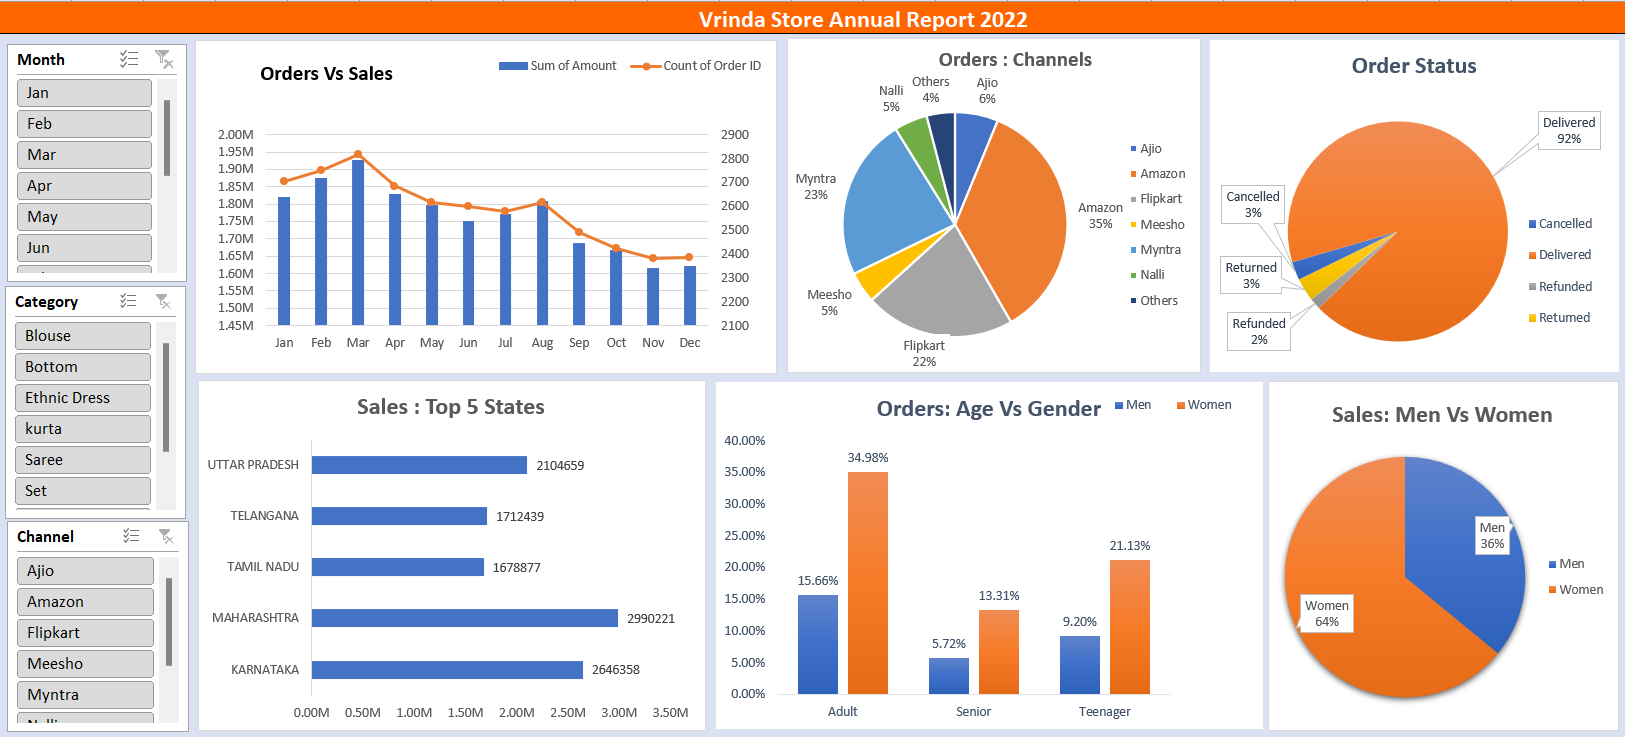 Vrinda Store Annual Report 2022
Month
Jan
Feb
Mar
Apr
May
Jun
Category
Blouse
Bottom
Ethnic Dress
kurta
Saree
Set
Channel
Ajio
Amazon
Flipkart
Meesho
Myntra
Orders Vs Sales
Sum of Amount
Count of Order ID
2.00M
1.95M
1.90M
1.85M
1.80M
1.75M
1.70M
1.65M
1.60M
1.55M
1.50M
1.45M
2900
2800
2700
2600
2500
2400
2300
2200
2100
Jan Feb Mar Apr May Jun Jul Aug Sep Oct Nov Dec
Orders : Channels
Others
4%
Ajio
6%
Nalli
5%
Myntra
23%
Amazon
35%
Meesho
5%
Flipkart
22%
Ajio
Amazon
Flipkart
Meesho
Myntra
Nalli
Others
Order Status
Delivered
92%
Cancelled
3%
Returned
3%
Refunded
2%
Cancelled
Delivered
Refunded
Returned
Sales : Top 5 States
UTTAR PRADESH 2104659
TELANGANA 1712439
TAMIL NADU 1678877
MAHARASHTRA 2990221
KARNATAKA 2646358
0.00M 0.50M 1.00M 1.50M 2.00M 2.50M 3.00M 3.50M
Orders: Age Vs Gender
Men
Women
40.00%
35.00%
30.00%
25.00%
20.00%
15.00%
10.00%
5.00%
0.00%
15.66%
34.98%
5.72%
13.31%
9.20%
21.13%
Adult Senior Teenager
Sales: Men Vs Women
Men
36%
Women
64%
Men
Women